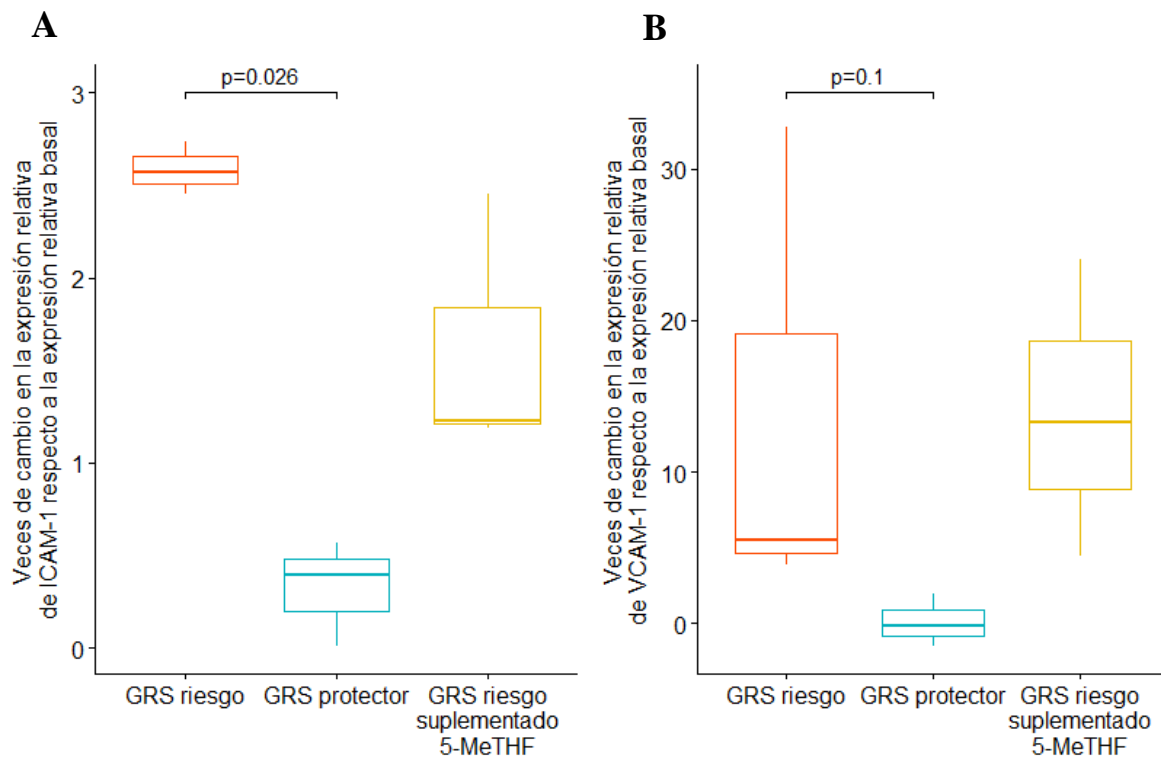 A
Veces de cambio en la expresión relativa
de ICAM-1 respecto a la expresión relativa basal
p=0.026
3
2
1
0
GRS riesgo
GRS protector
GRS riesgo
suplementado
5-MeTHF
B
Veces de cambio en la expresión relativa
de VCAM-1 respecto a la expresión relativa basal
p=0.1
30
20
10
0
GRS riesgo
GRS protector
GRS riesgo
suplementado
5-MeTHF